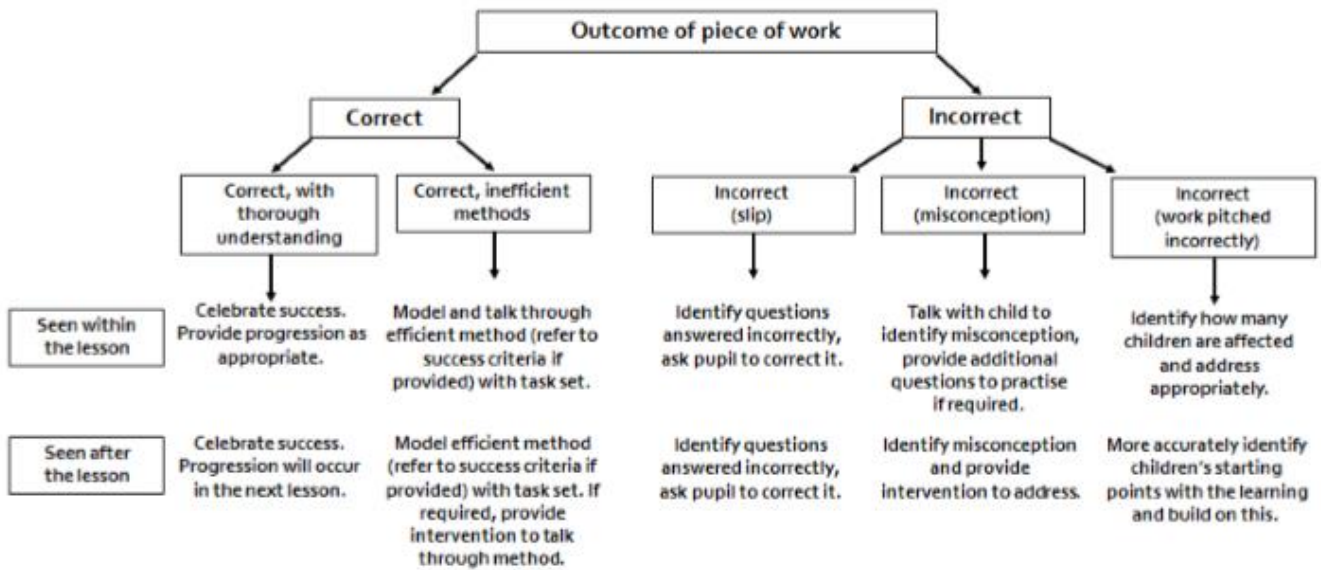 Outcome of piece of work
Correct
Incorrect
Correct, with
thorough
understanding
Correct, inefficient
methods
Incorrect
(slip)
Incorrect
(misconception)
Incorrect
(work pitched
incorrectly)
Seen within
the lesson
Celebrate success.
Provide progression as
appropriate.
Model and talk through
efficient method (refer to
success criteria if
provided) with task set.
Identify questions
answered incorrectly,
ask pupil to correct it.
Talk with child to
identify misconception,
provide additional
questions to practise
if required.
Identify how many
children are affected
and address
appropriately.
Seen after
the lesson
Celebrate success.
Progression will occur
in the next lesson.
Model efficient method
(refer to success criteria if
provided) with task set. If
required, provide
intervention to talk
through method.
Identify questions
answered incorrectly,
ask pupil to correct it.
Identify misconception
and provide
intervention to address.
More accurately identify
children's starting
points with the learning
and build on this.